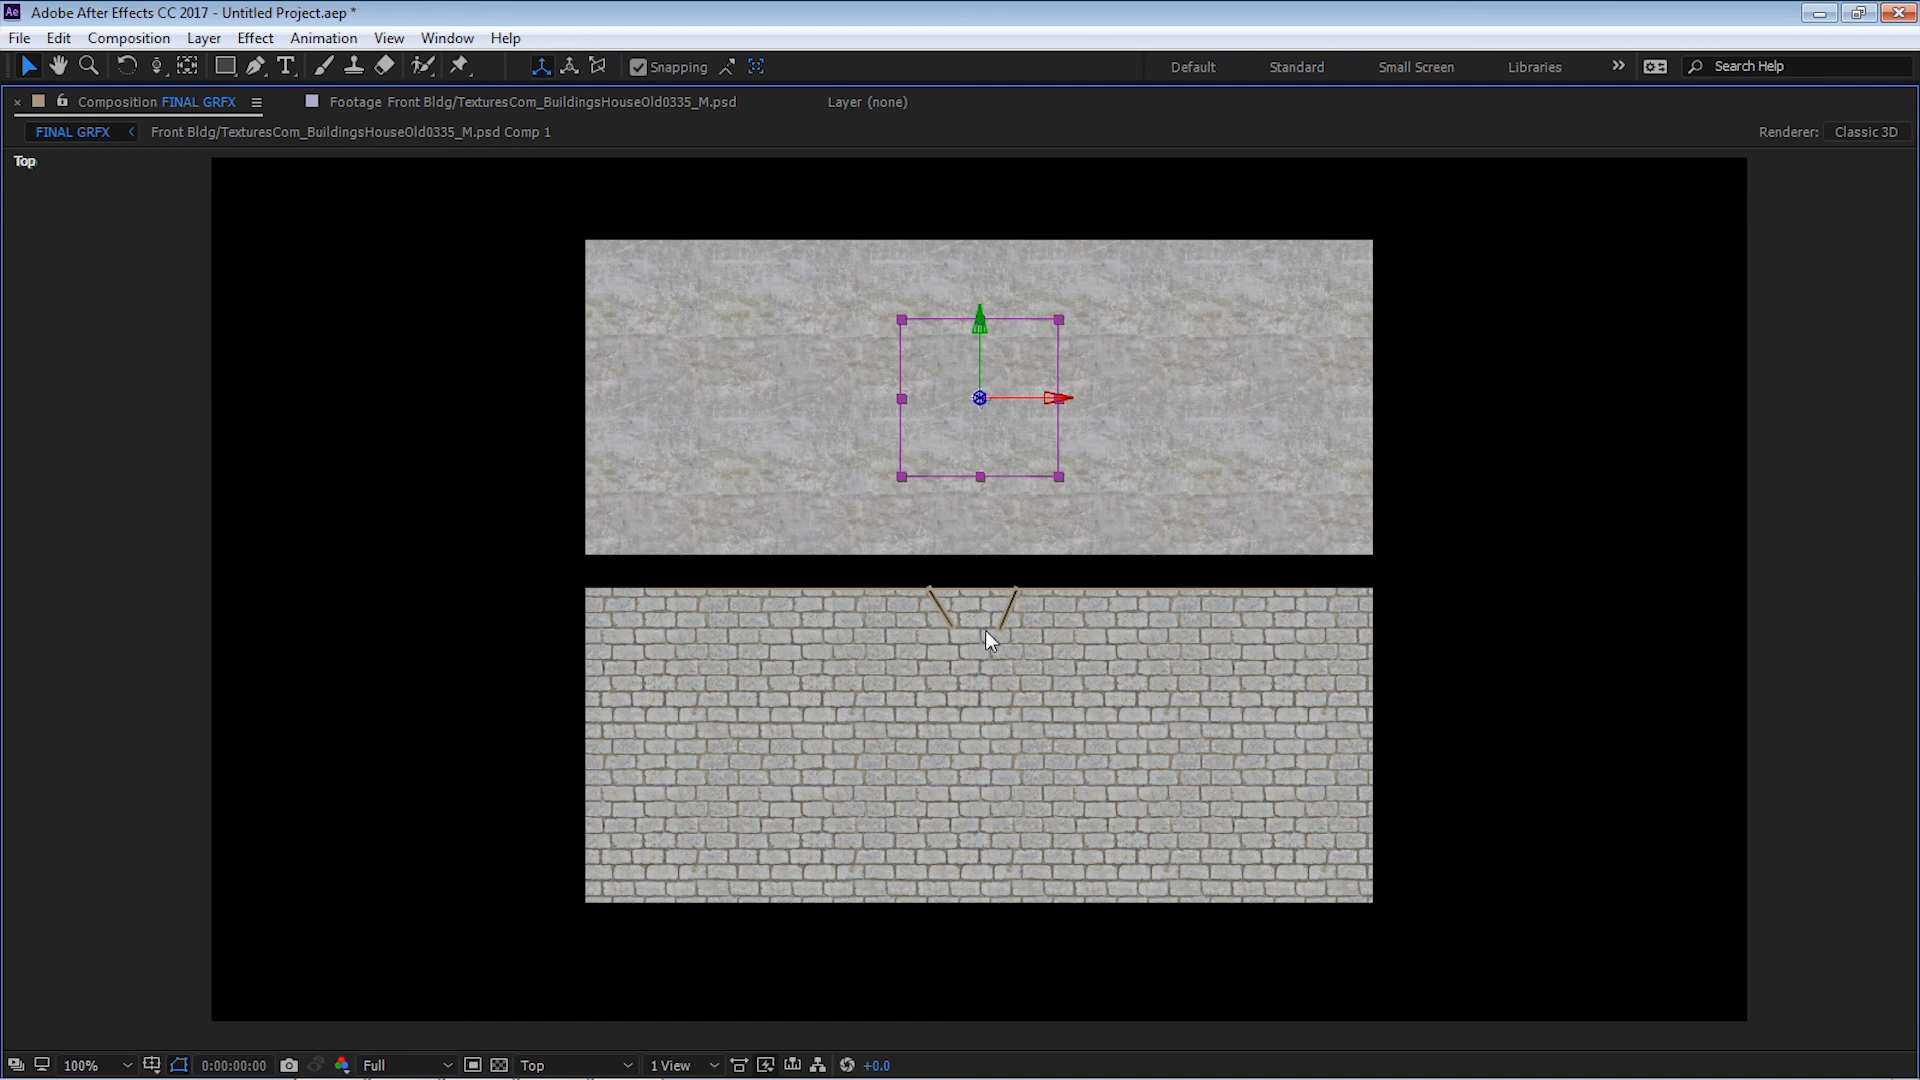 Ae Adobe After Effects CC 2017 - Untitled Project.aep *
File Edit Composition Layer Effect Animation View Window Help
Snapping Default Standard Small Screen Libraries Search Help
Composition FINAL GRFX Footage Front Bldg/TexturesCom_BuildingsHouseOld0335_M.psd Layer (none)
FINAL GRFX Front Bldg/TexturesCom_BuildingsHouseOld0335_M.psd Comp 1 Renderer: Classic 3D
Top
100% 0:00:00:00 Full Top 1 View +0.0